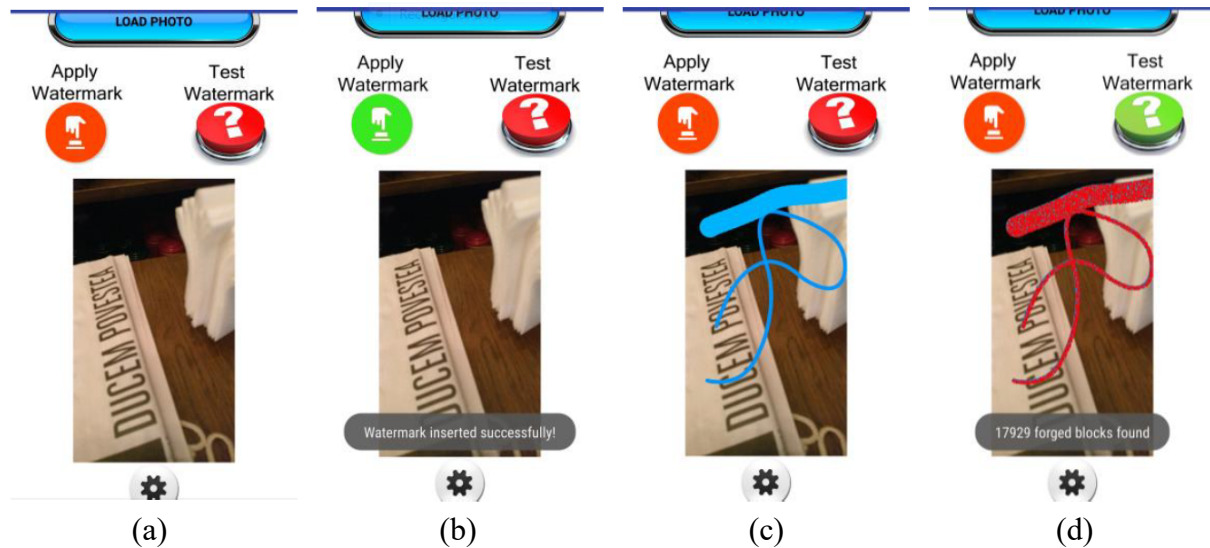 LOAD PHOTO
Apply
Watermark
Test
Watermark
DUCEM POVESTEA
(a)
LOAD PHOTO
Apply
Watermark
Test
Watermark
DUCEM POVESTEA
Watermark inserted successfully!
(b)
LOAD PHOTO
Apply
Watermark
Test
Watermark
DUCEM POVESTEA
(c)
LOAD PHOTO
Apply
Watermark
Test
Watermark
DUCEM POVESTEA
17929 forged blocks found
(d)